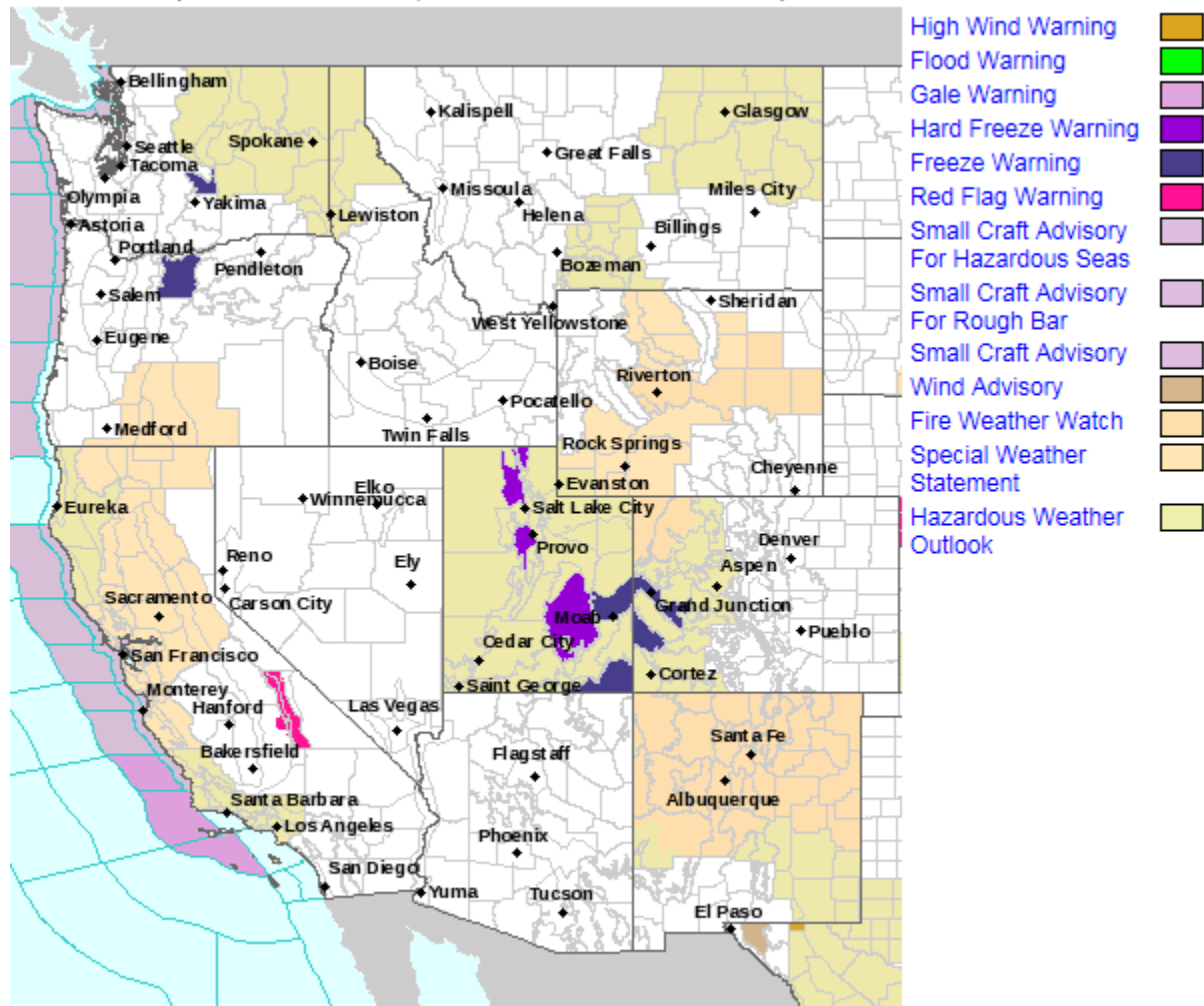 Bellingham
Kalispell
Glasgow
Seattle
Spokane
Great Falls
Tacoma
Missoula
Miles City
Olympia
Yakima
Helena
Lewiston
Astoria
Billings
Portland
Pendleton
Bozeman
Salem
Sheridan
West Yellowstone
Eugene
Boise
Riverton
Pocatello
Medford
Twin Falls
Rock Springs
Cheyenne
Elko
Evanston
Winnemucca
Eureka
Salt Lake City
Denver
Provo
Reno
Ely
Aspen
Sacramento
Carson City
Grand Junction
Moab
Pueblo
Cedar City
San Francisco
Cortez
Saint George
Monterey
Hanford
Las Vegas
Santa Fe
Bakersfield
Flagstaff
Albuquerque
Santa Barbara
Los Angeles
Phoenix
San Diego
Yuma
Tucson
El Paso
High Wind Warning
Flood Warning
Gale Warning
Hard Freeze Warning
Freeze Warning
Red Flag Warning
Small Craft Advisory
For Hazardous Seas
Small Craft Advisory
For Rough Bar
Small Craft Advisory
Wind Advisory
Fire Weather Watch
Special Weather
Statement
Hazardous Weather
Outlook